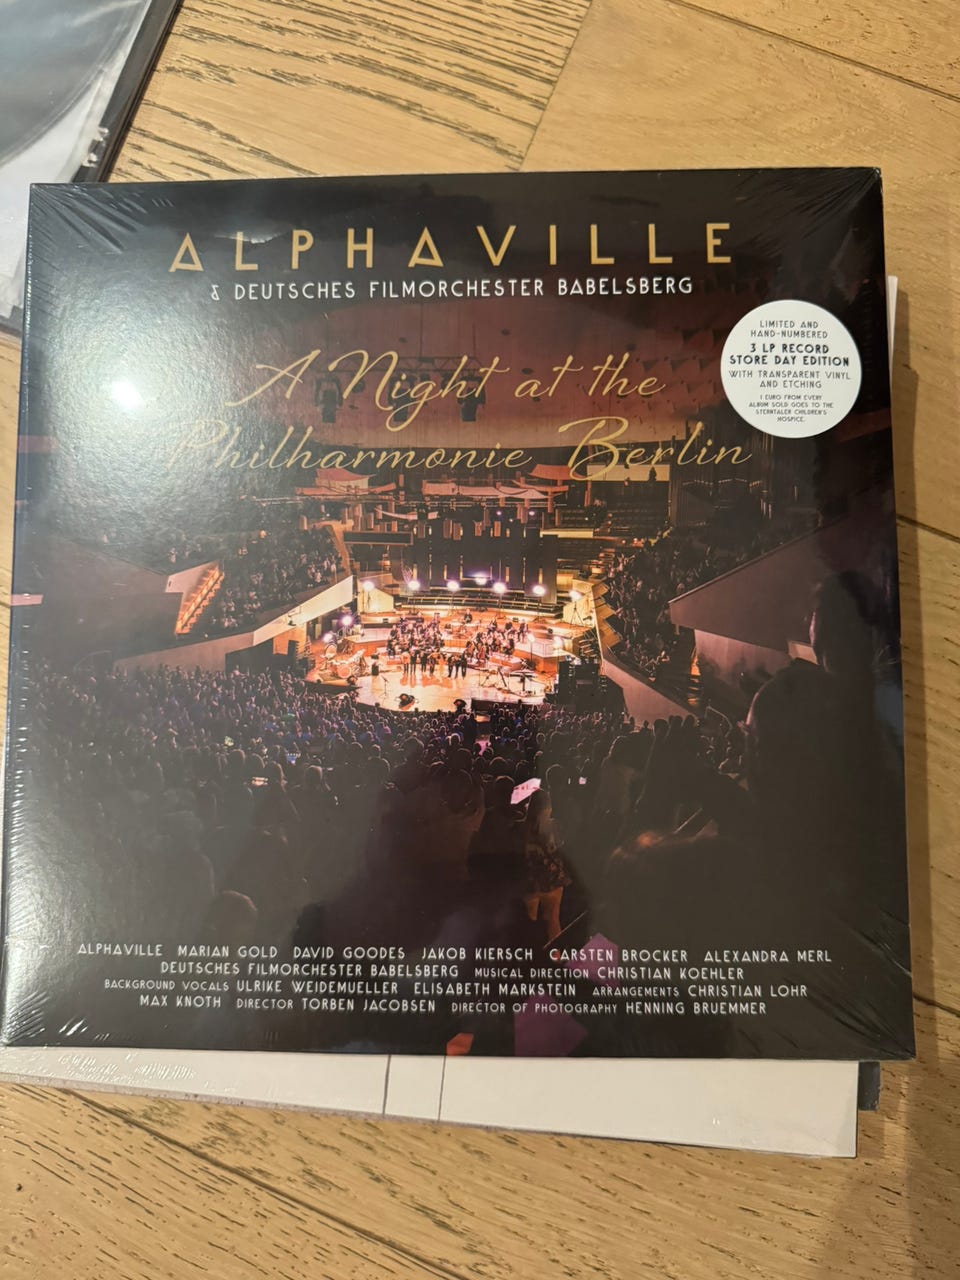 ALPHAVILLE
& DEUTSCHES FILMORCHESTER BABELSBERG
A Night at the
Philharmonie Berlin
LIMITED AND
HAND-NUMBERED
3 LP RECORD
STORE DAY EDITION
WITH TRANSPARENT VINYL
AND ETCHING
1 EURO FROM EVERY
ALBUM SOLD GOES TO THE
STERNTALER CHILDREN'S
HOSPICE.
ALPHAVILLE MARIAN GOLD DAVID GOODES JAKOB KIERSCH CARSTEN BROCKER ALEXANDRA MERL
DEUTSCHES FILMORCHESTER BABELSBERG MUSICAL DIRECTION CHRISTIAN KOEHLER
BACKGROUND VOCALS ULRIKE WEIDEMUELLER ELISABETH MARKSTEIN ARRANGEMENTS CHRISTIAN LOHR
MAX KNOTH DIRECTOR TORBEN JACOBSEN DIRECTOR OF PHOTOGRAPHY HENNING BRUEMMER